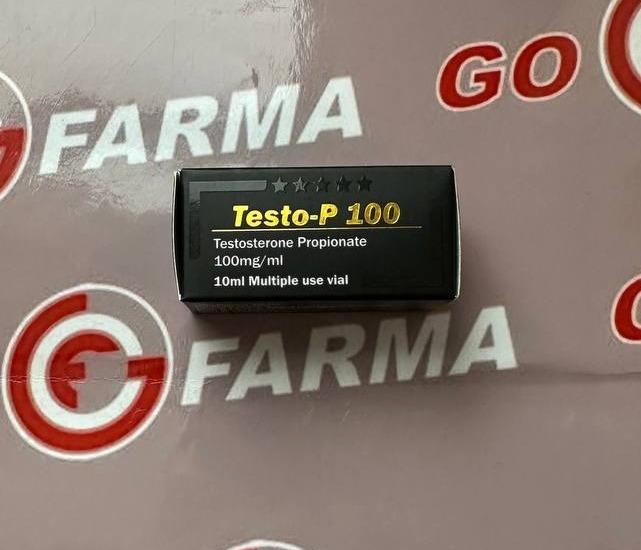 GO
FARMA
Testo-P 100
Testosterone Propionate
100mg/ml
10ml Multiple use vial
FARMA